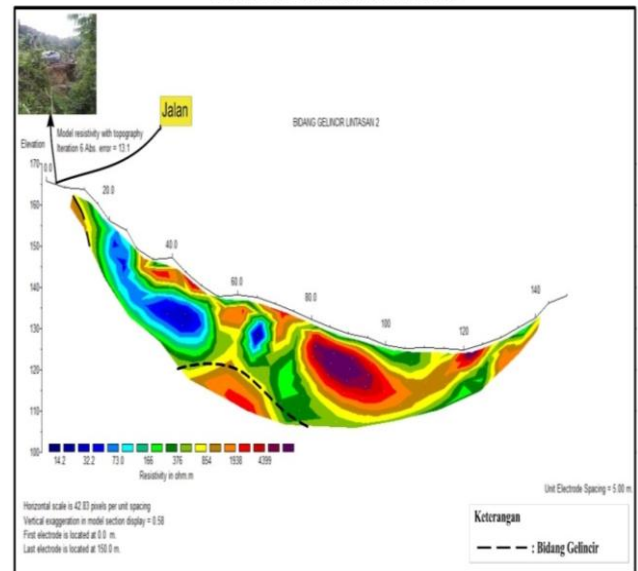 Jalan
BIDANG GELINCIR LINTASAN 2
Model resistivity with topography
Iteration 6 Abs. error = 13.1
Elevation
170
0.0
160
20.0
150
40.0
140
60.0
130
80.0
120
100
120
140
110
100
14.2 32.2 73.0 166 376 854 1938 4399
Resistivity in ohm.m
Unit Electrode Spacing = 5.00 m.
Horizontal scale is 42.83 pixels per unit spacing
Vertical exaggeration in model section display = 0.58
First electrode is located at 0.0 m.
Last electrode is located at 150.0 m.
Keterangan
: Bidang Gelincir